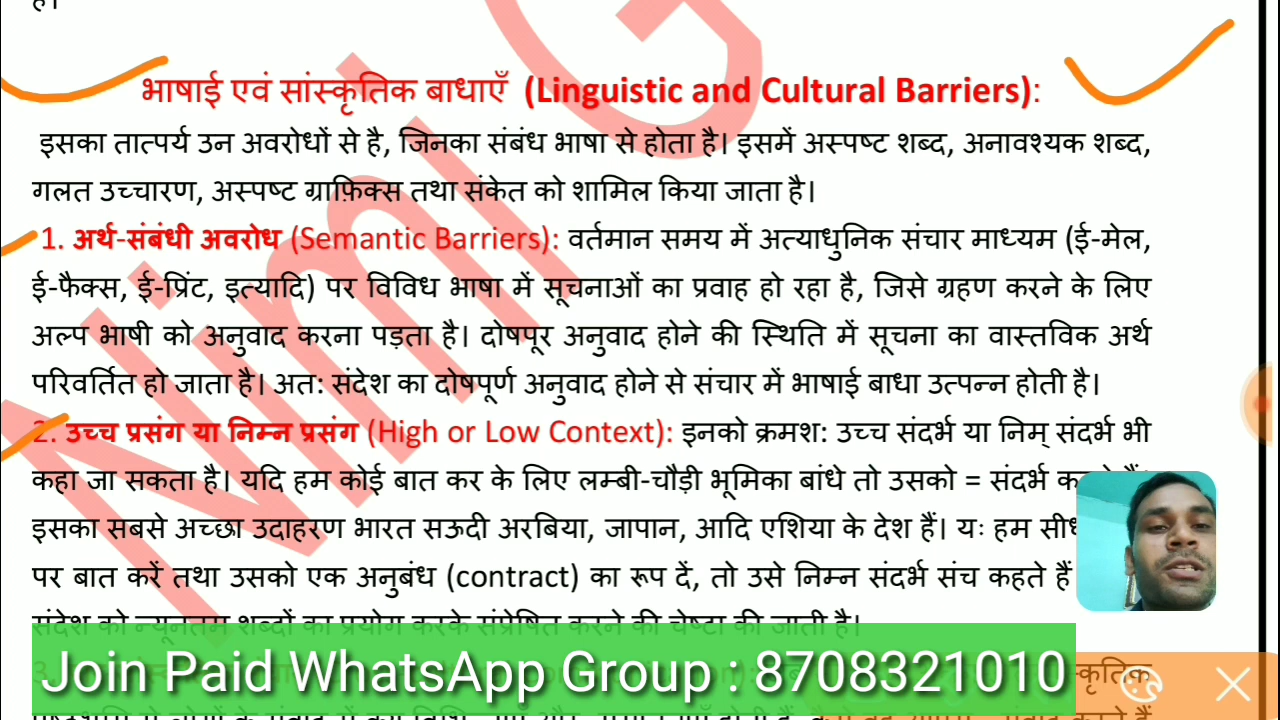 है।
भाषाई एवं सांस्कृतिक बाधाएँ (Linguistic and Cultural Barriers):
इसका तात्पर्य उन अवरोधों से है, जिनका संबंध भाषा से होता है। इसमें अस्पष्ट शब्द, अनावश्यक शब्द,
गलत उच्चारण, अस्पष्ट ग्राफ़िक्स तथा संकेत को शामिल किया जाता है।
1. अर्थ-संबंधी अवरोध (Semantic Barriers): वर्तमान समय में अत्याधुनिक संचार माध्यम (ई-मेल,
ई-फैक्स, ई-प्रिंट, इत्यादि) पर विविध भाषा में सूचनाओं का प्रवाह हो रहा है, जिसे ग्रहण करने के लिए
अल्प भाषी को अनुवाद करना पड़ता है। दोषपूर अनुवाद होने की स्थिति में सूचना का वास्तविक अर्थ
परिवर्तित हो जाता है। अत: संदेश का दोषपूर्ण अनुवाद होने से संचार में भाषाई बाधा उत्पन्न होती है।
2. उच्च प्रसंग या निम्न प्रसंग (High or Low Context): इनको क्रमश: उच्च संदर्भ या निम् संदर्भ भी
कहा जा सकता है। यदि हम कोई बात कर के लिए लम्बी-चौड़ी भूमिका बांधे तो उसको = संदर्भ
इसका सबसे अच्छा उदाहरण भारत सऊदी अरबिया, जापान, आदि एशिया के देश हैं। यः हम
पर बात करें तथा उसको एक अनुबंध (contract) का रूप दें, तो उसे निम्न संदर्भ संच कहते हैं
संदेश को न्यूनतम शब्दों का प्रयोग करके संप्रेषित करने की चेष्टा की जाती है।
Join Paid WhatsApp Group : 8708321010